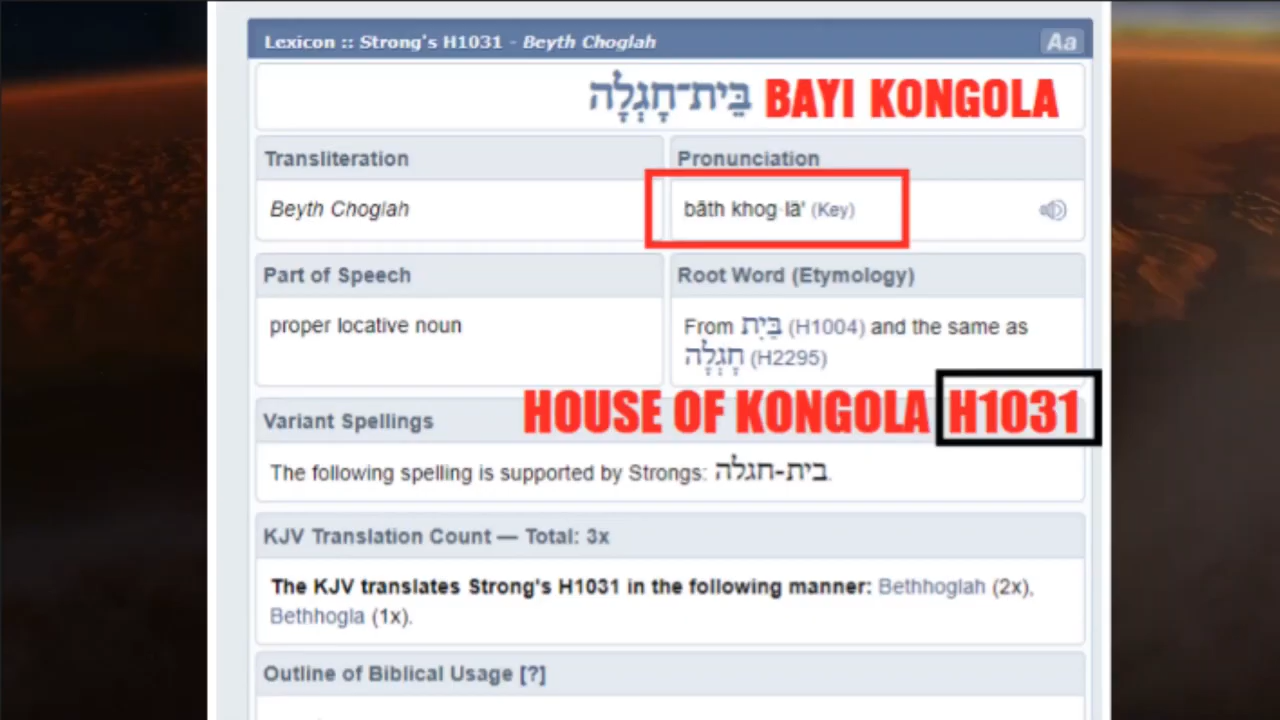 Lexicon :: Strong's H1031 - Beyth Choglah Aa
בֵּית־חָגְלָה BAYI KONGOLA
Transliteration
Pronunciation
Beyth Choglah
bāth khog·lä' (Key)
Part of Speech
Root Word (Etymology)
proper locative noun
From בַּיִת (H1004) and the same as
חָגְלָה (H2295)
HOUSE OF KONGOLA H1031
Variant Spellings
The following spelling is supported by Strongs: בית-חגלה.
KJV Translation Count — Total: 3x
The KJV translates Strong's H1031 in the following manner: Bethhoglah (2x),
Bethhogla (1x).
Outline of Biblical Usage [?]